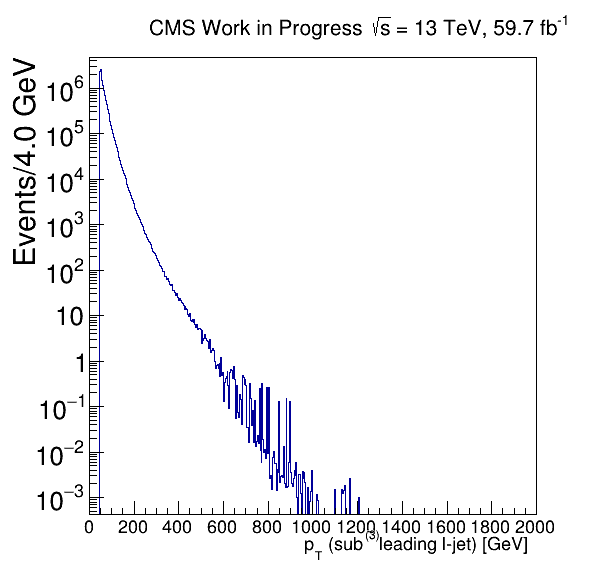 CMS Work in Progress √s = 13 TeV, 59.7 fb⁻¹
Events/4.0 GeV
10⁶
10⁵
10⁴
10³
10²
10
1
10⁻¹
10⁻²
10⁻³
0 200 400 600 800 1000 1200 1400 1600 1800 2000
p_T (sub⁽³⁾leading l-jet) [GeV]